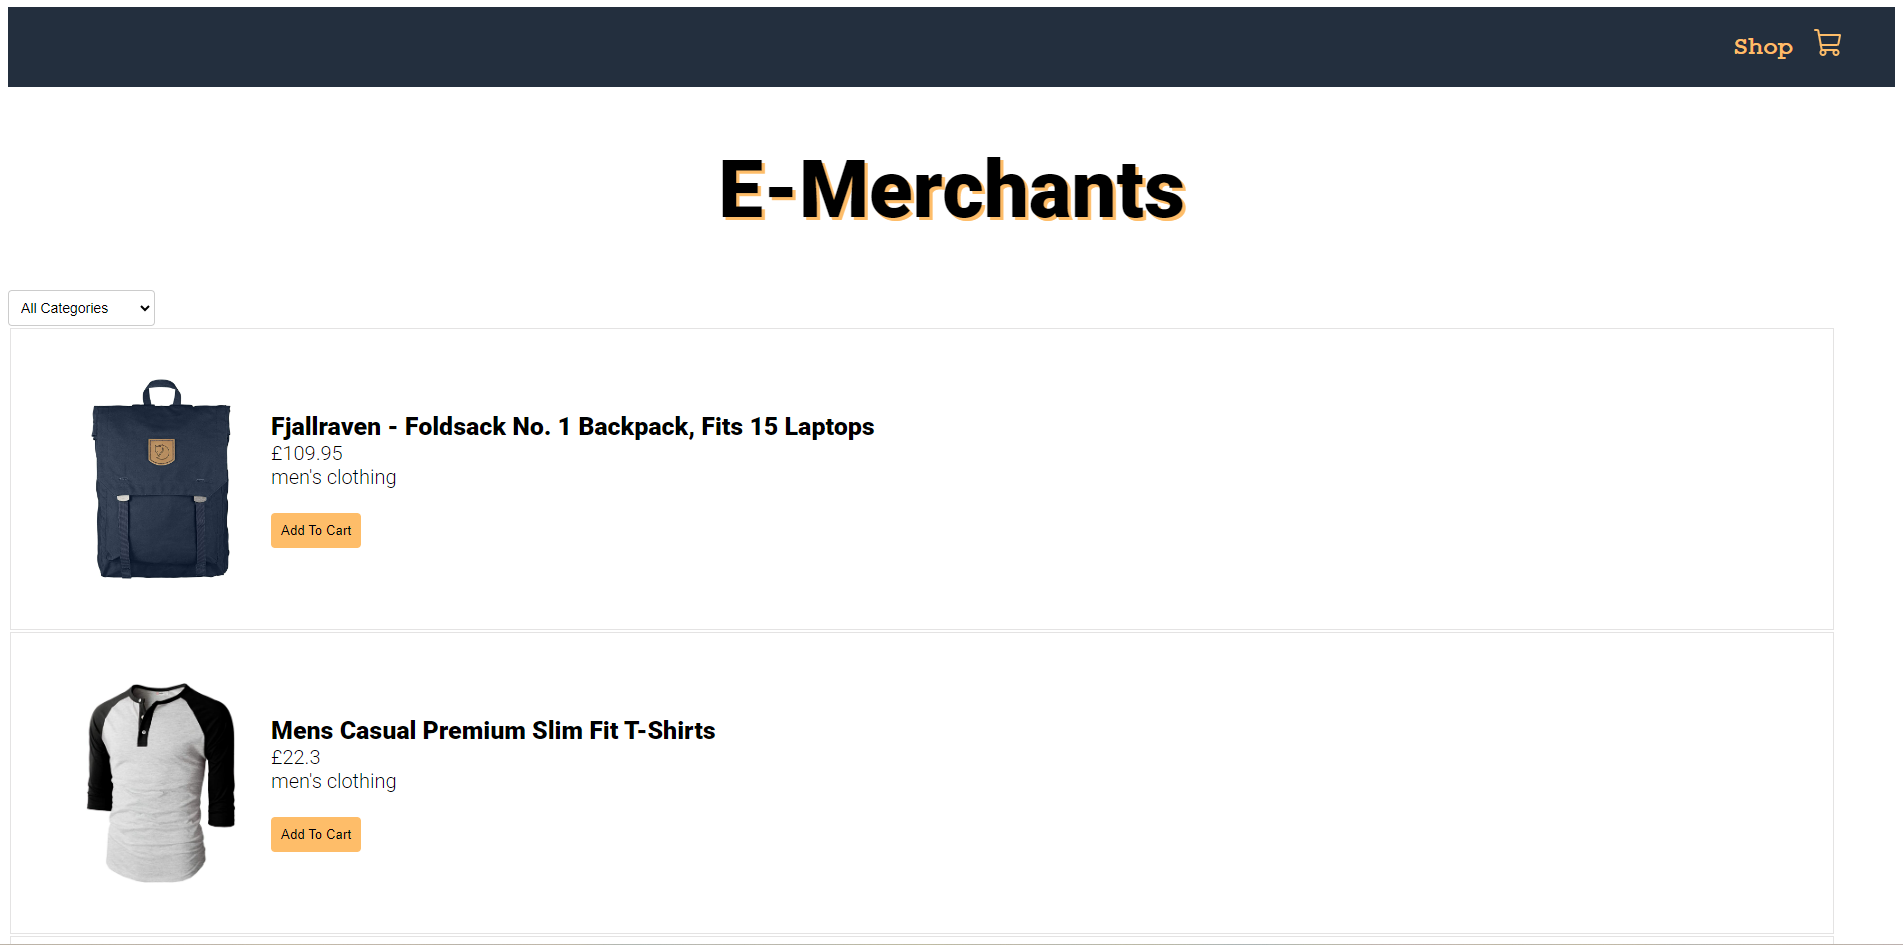 Shop
E-Merchants
All Categories
Fjallraven - Foldsack No. 1 Backpack, Fits 15 Laptops
£109.95
men's clothing
Add To Cart
Mens Casual Premium Slim Fit T-Shirts
£22.3
men's clothing
Add To Cart